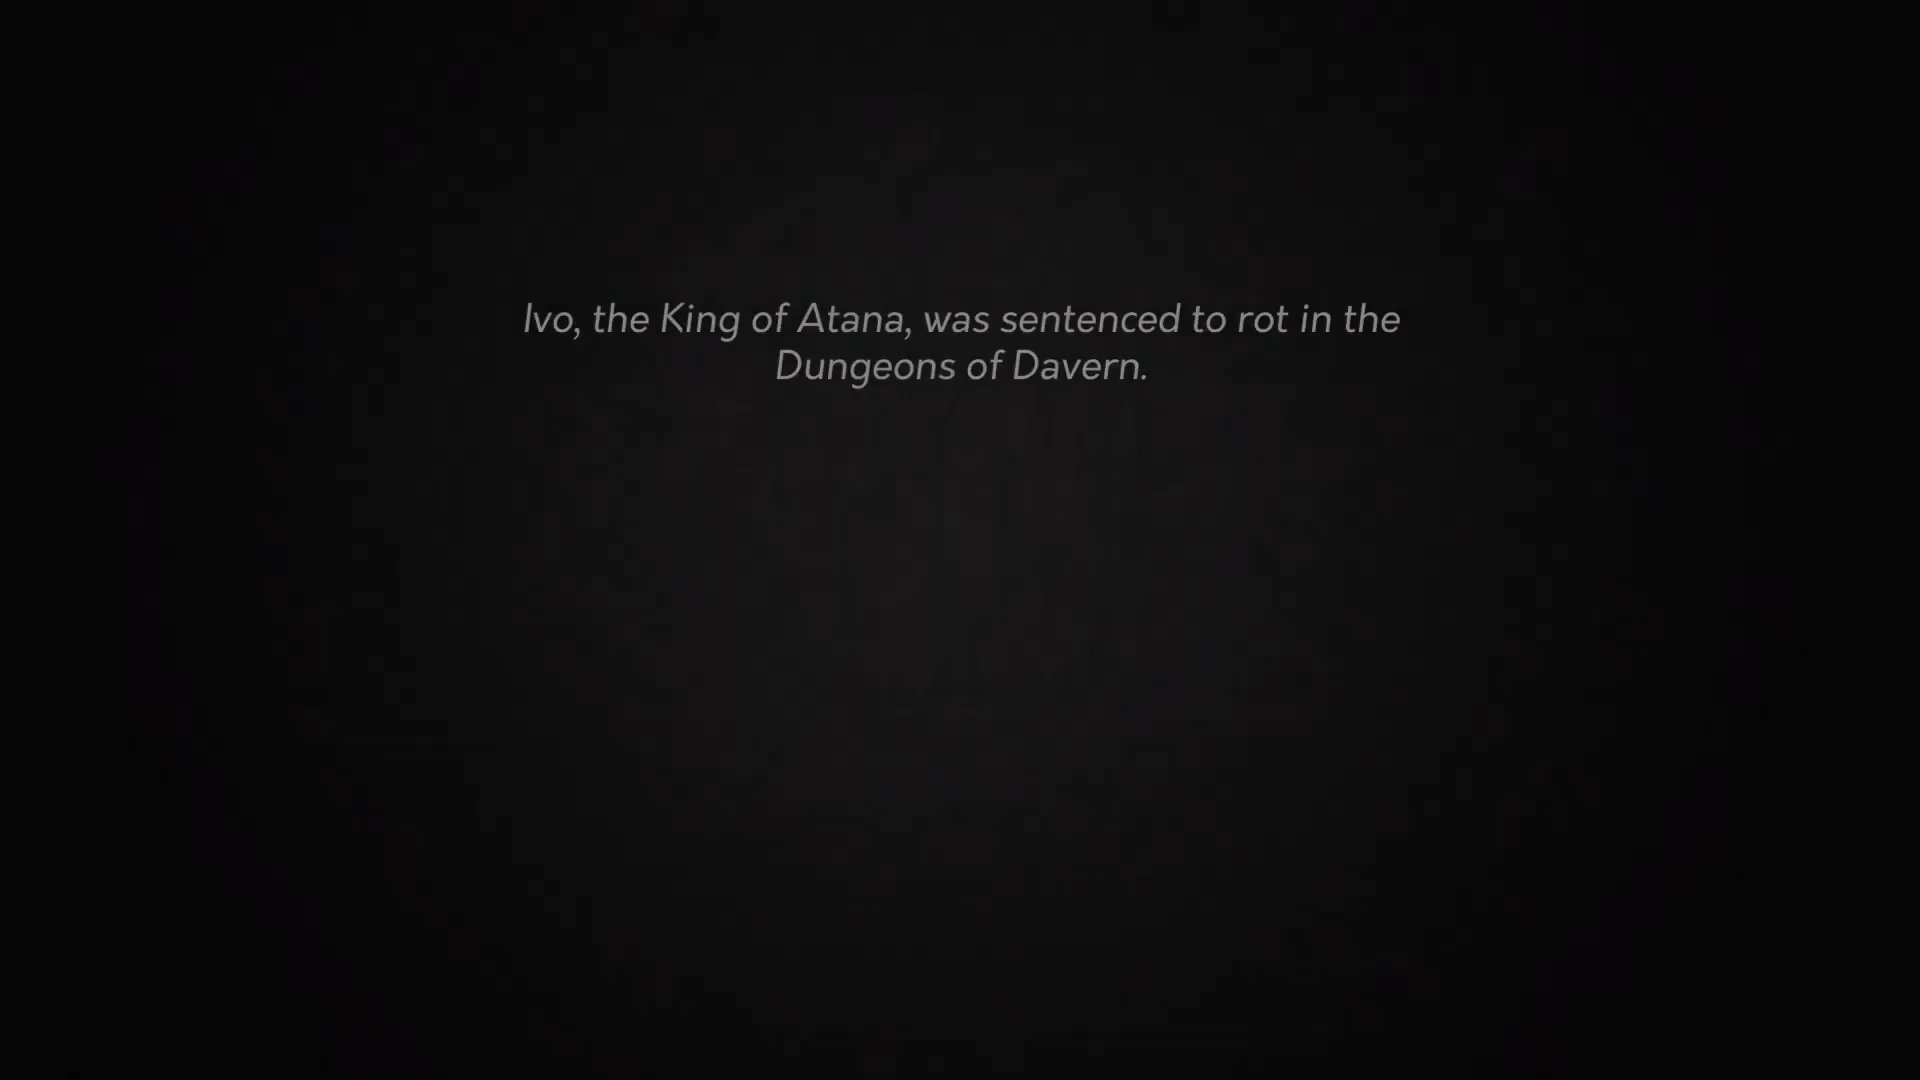 Ivo, the King of Atana, was sentenced to rot in the
Dungeons of Davern.